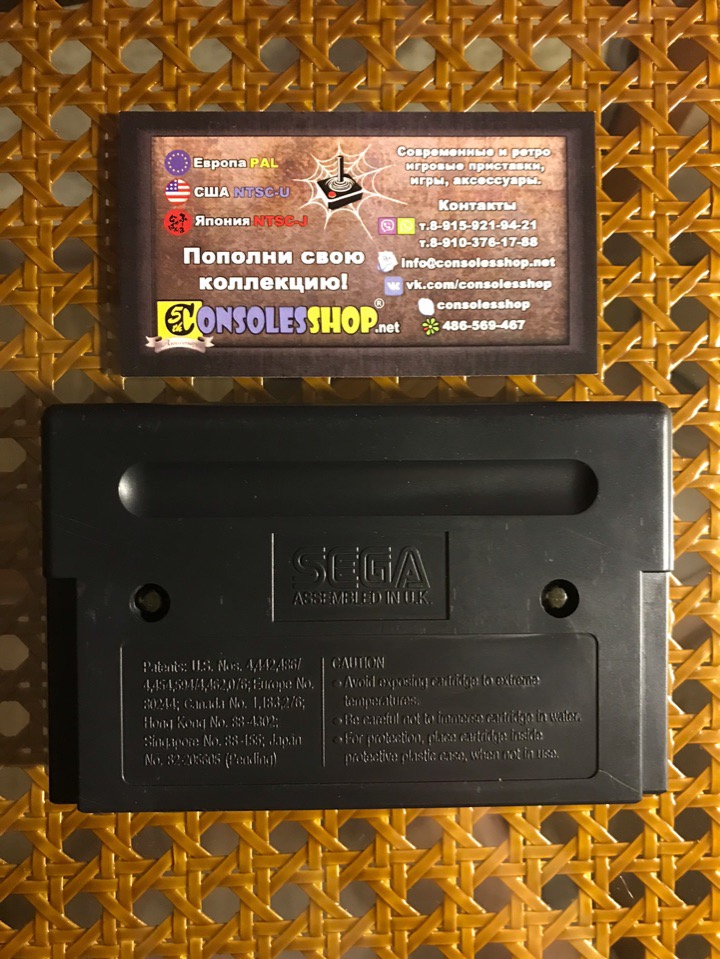 Европа PAL
США NTSC-U
Япония NTSC-J
Пополни свою
коллекцию!
CONSOLESSHOP.net®
Современные и ретро
игровые приставки,
игры, аксессуары.
Контакты
т.8-915-921-94-21
т.8-910-376-17-88
info@consolesshop.net
vk.com/consolesshop
consolesshop
486-569-467
SEGA
ASSEMBLED IN U.K.
Patents: U.S. Nos. 4,442,486/
4,454,594/4,462,076; Europe No.
80244; Canada No. 1,183,276;
Hong Kong No. 88-4302;
Singapore No. 88-155; Japan
No. 82-205605 (Pending)
CAUTION
• Avoid exposing cartridge to extreme
temperatures.
• Be careful not to immerse cartridge in water.
• For protection, place cartridge inside
protective plastic case, when not in use.